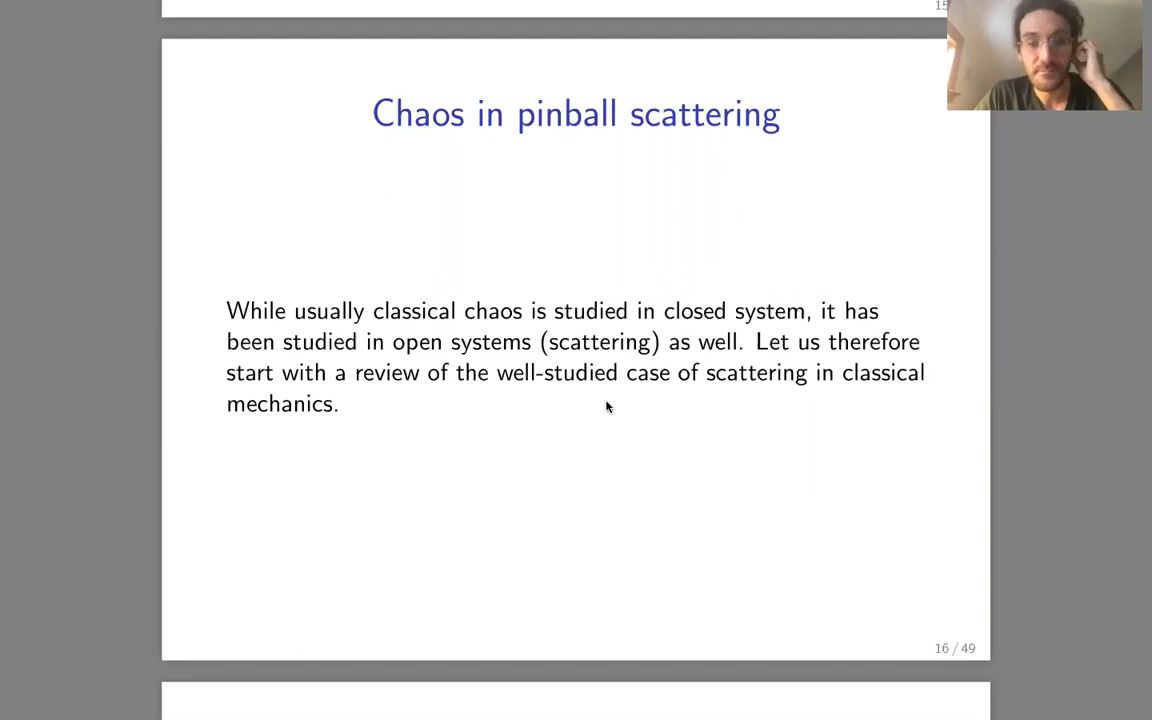 15
Chaos in pinball scattering
While usually classical chaos is studied in closed system, it has
been studied in open systems (scattering) as well. Let us therefore
start with a review of the well-studied case of scattering in classical
mechanics.
16 / 49